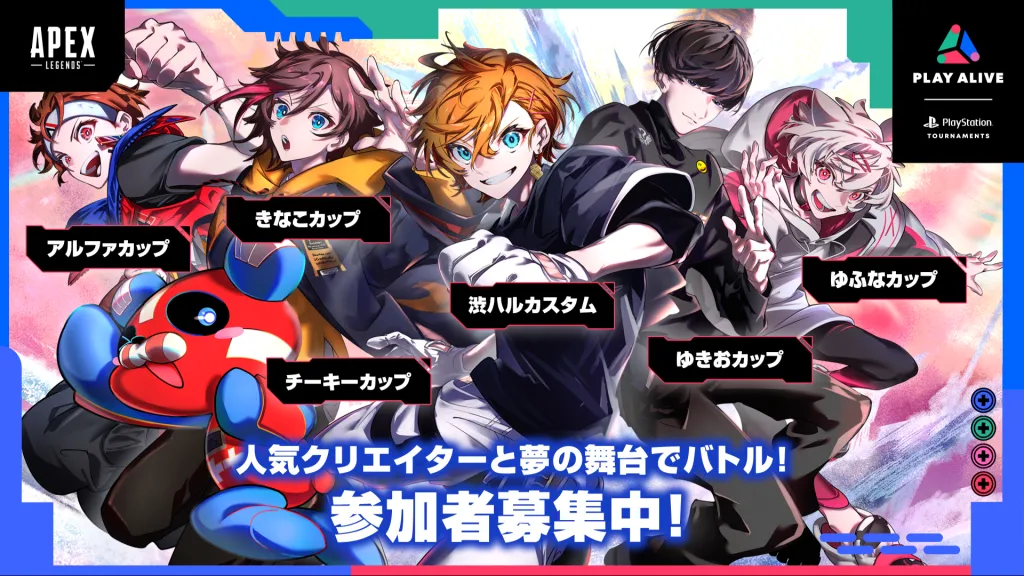 APEX
LEGENDS
PLAY ALIVE
PlayStation
TOURNAMENTS
きなこカップ
アルファカップ
ゆふなカップ
渋ハルカスタム
ゆきおカップ
チーキーカップ
人気クリエイターと夢の舞台でバトル!
参加者募集中!